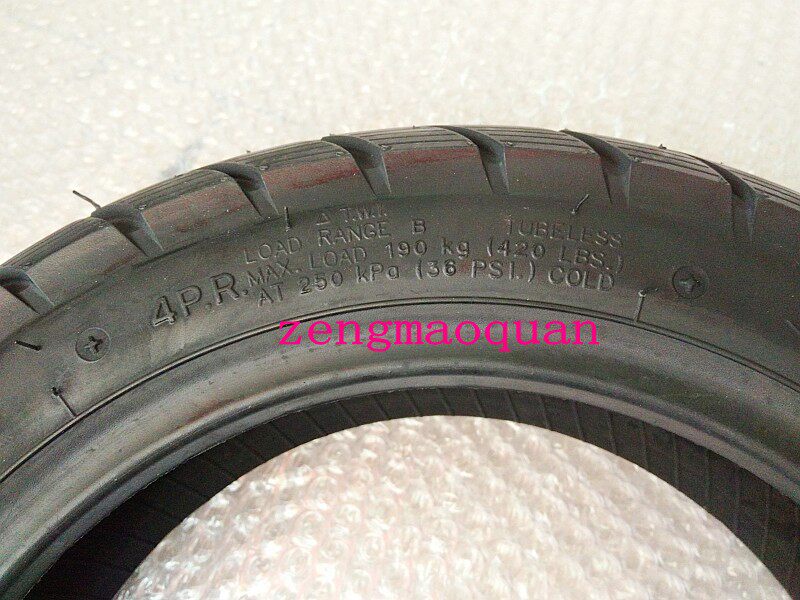 △ T.W.I.
LOAD RANGE B TUBELESS
4P.R. MAX. LOAD 190 kg (420 LBS.)
AT 250 kPa (36 PSI.) COLD
zengmaoquan